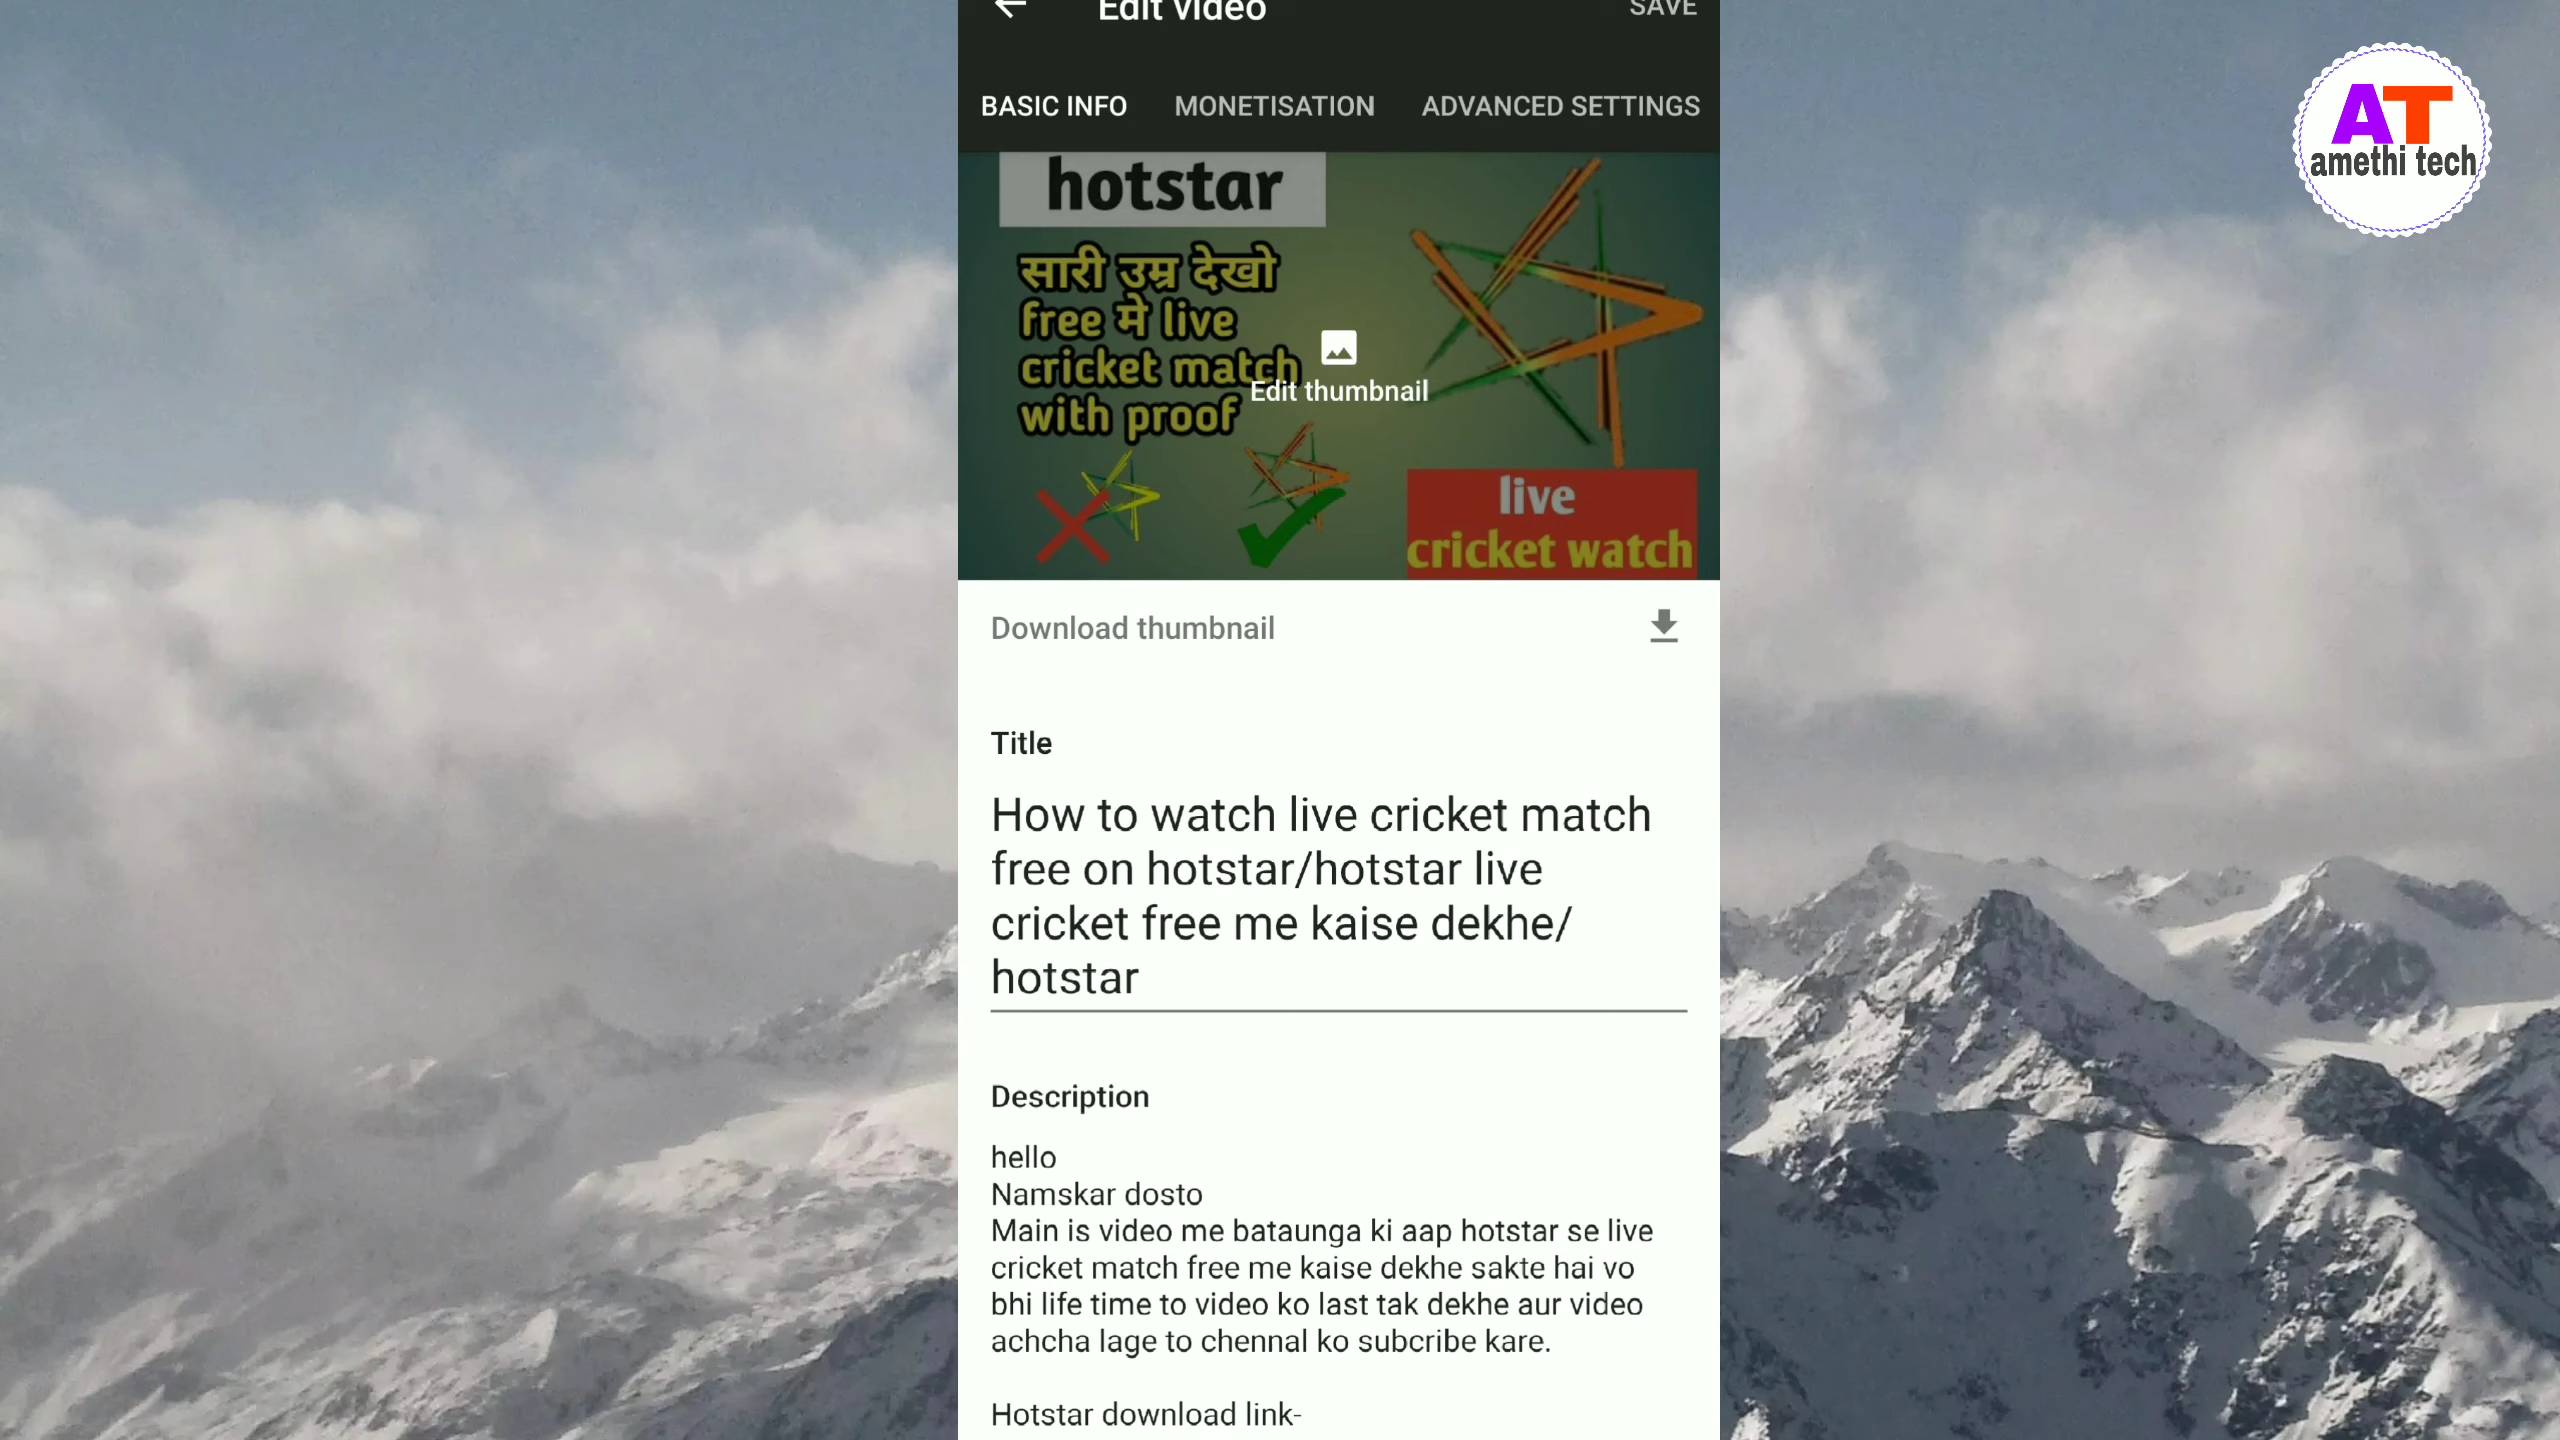 Edit video
SAVE
BASIC INFO
MONETISATION
ADVANCED SETTINGS
AT
amethi tech
hotstar
सारी उम्र देखो
free मे live
cricket match
with proof
Edit thumbnail
live
cricket watch
Download thumbnail
Title
How to watch live cricket match
free on hotstar/hotstar live
cricket free me kaise dekhe/
hotstar
Description
hello
Namskar dosto
Main is video me bataunga ki aap hotstar se live
cricket match free me kaise dekhe sakte hai vo
bhi life time to video ko last tak dekhe aur video
achcha lage to chennal ko subcribe kare.
Hotstar download link-